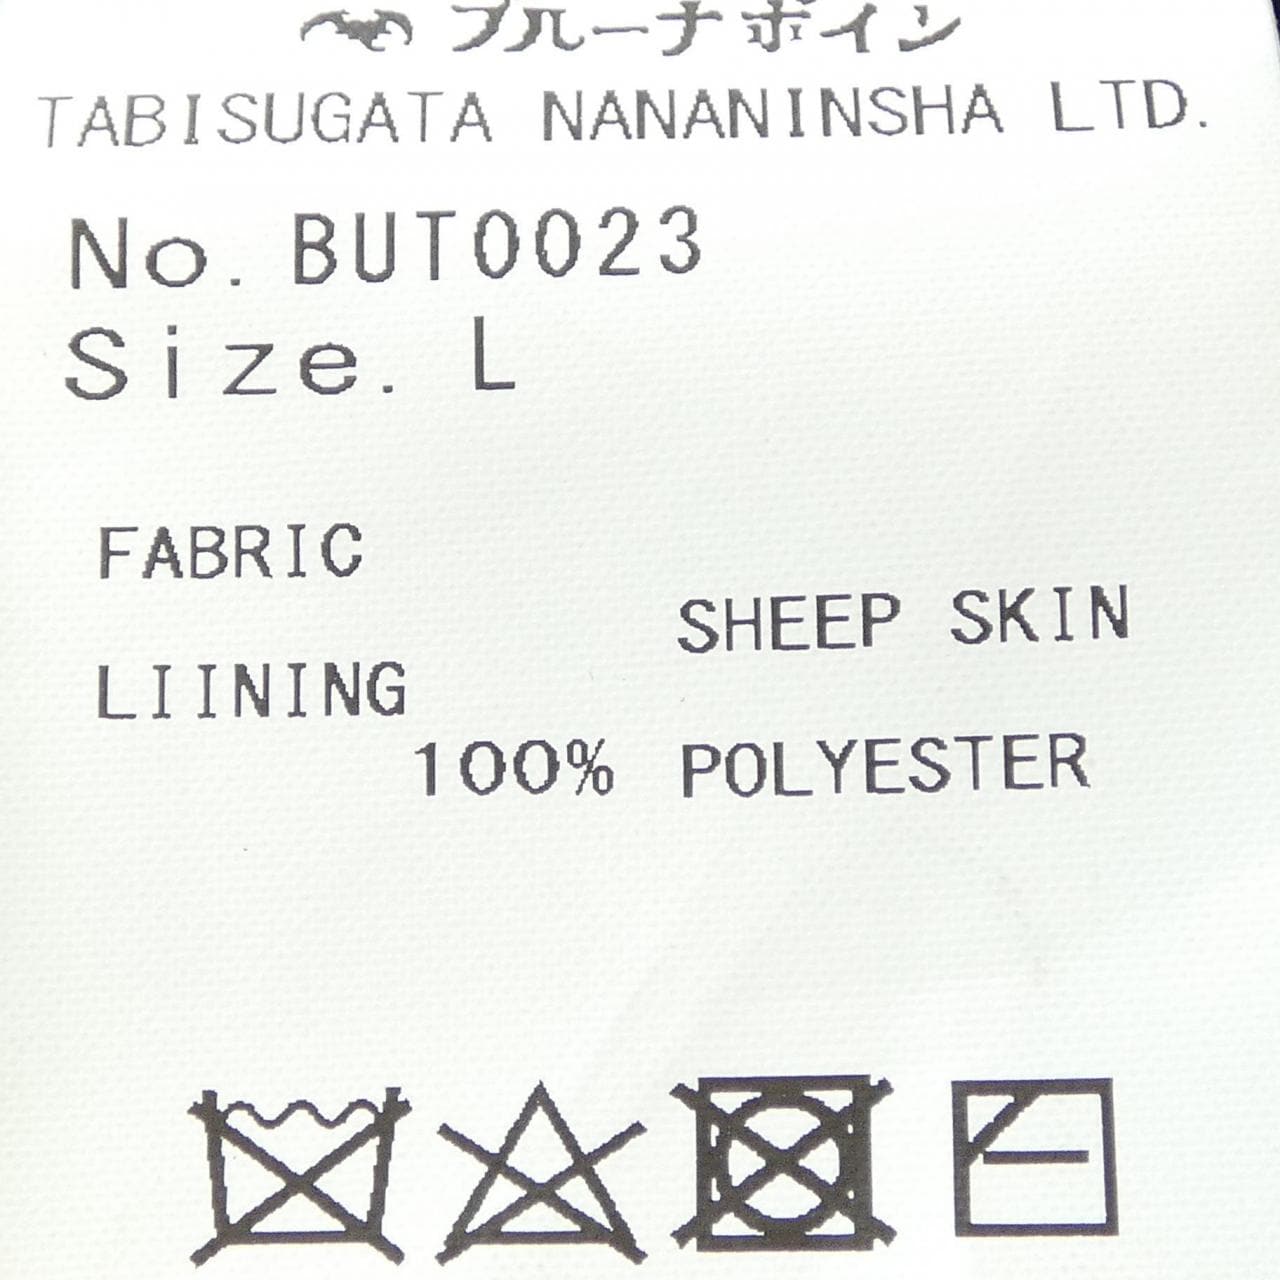 ブルーナボイン
TABISUGATA NANANINSHA LTD.
No. BUT0023
Size. L
FABRIC
SHEEP SKIN
LIINING
100% POLYESTER